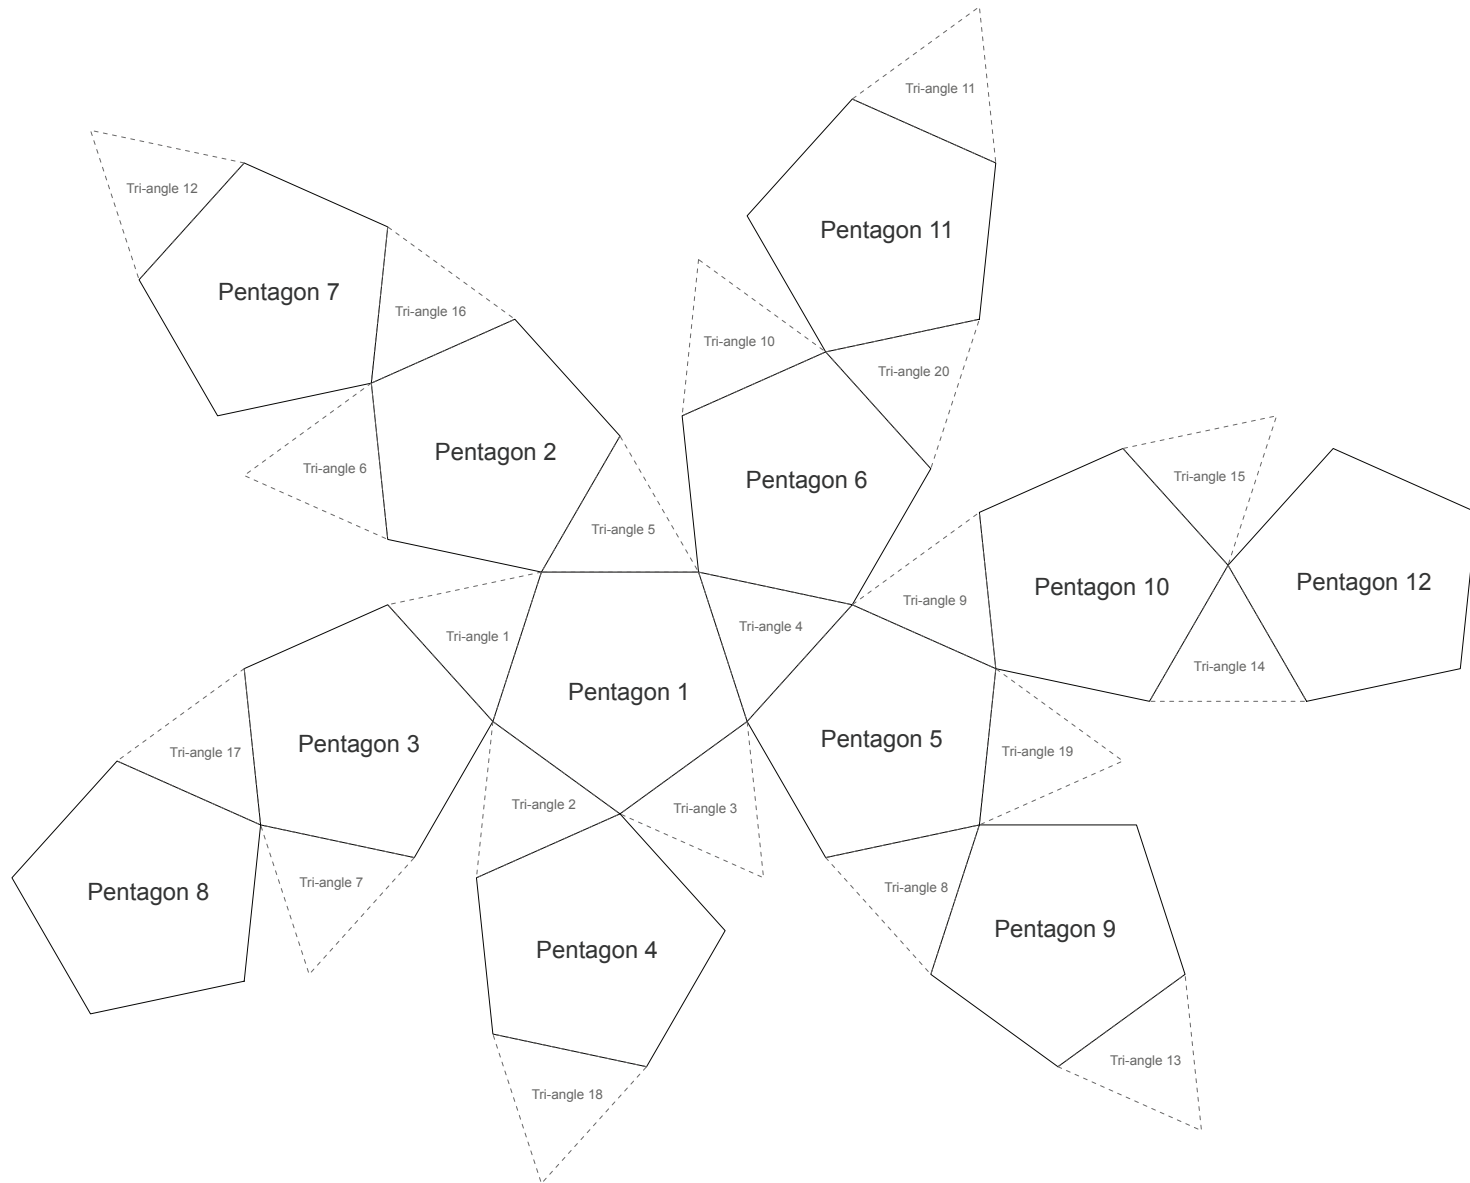 Tri-angle 11
Tri-angle 12
Pentagon 11
Pentagon 7
Tri-angle 16
Tri-angle 10
Tri-angle 20
Pentagon 2
Tri-angle 6
Pentagon 6
Tri-angle 15
Tri-angle 5
Pentagon 10
Pentagon 12
Tri-angle 9
Tri-angle 4
Tri-angle 1
Tri-angle 14
Pentagon 1
Pentagon 3
Pentagon 5
Tri-angle 17
Tri-angle 19
Tri-angle 2
Tri-angle 3
Tri-angle 7
Tri-angle 8
Pentagon 8
Pentagon 9
Pentagon 4
Tri-angle 13
Tri-angle 18